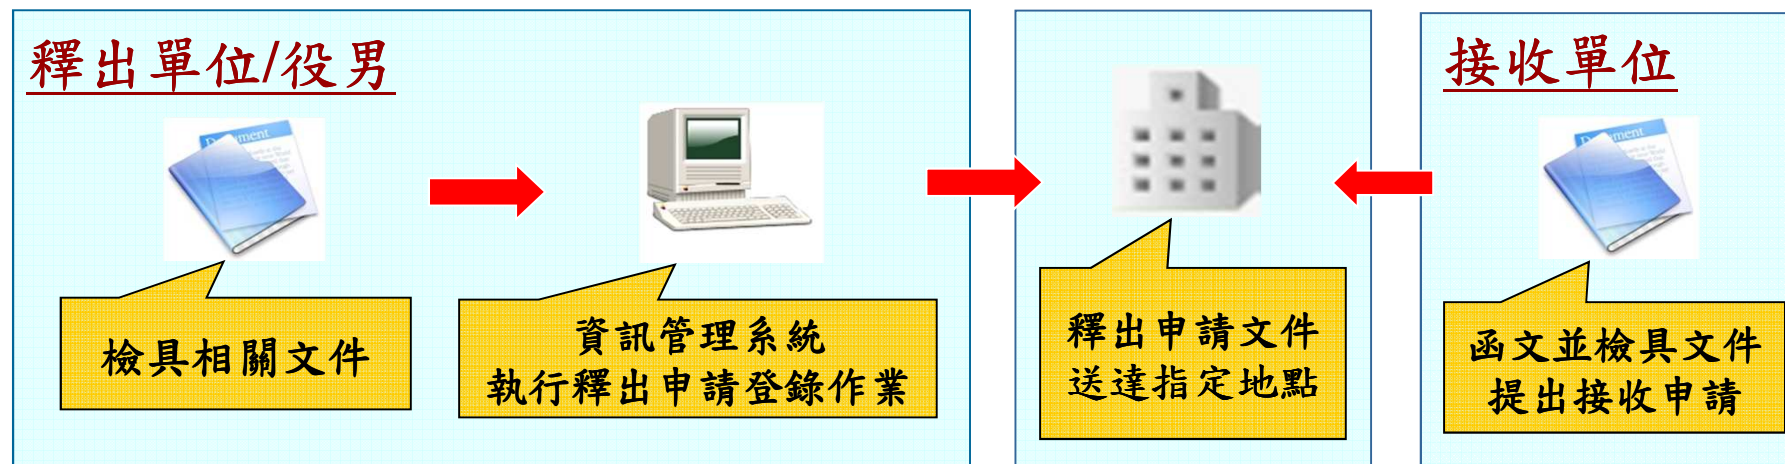 釋出單位/役男
Document
檢具相關文件
資訊管理系統
執行釋出申請登錄作業
釋出申請文件
送達指定地點
接收單位
函文並檢具文件
提出接收申請